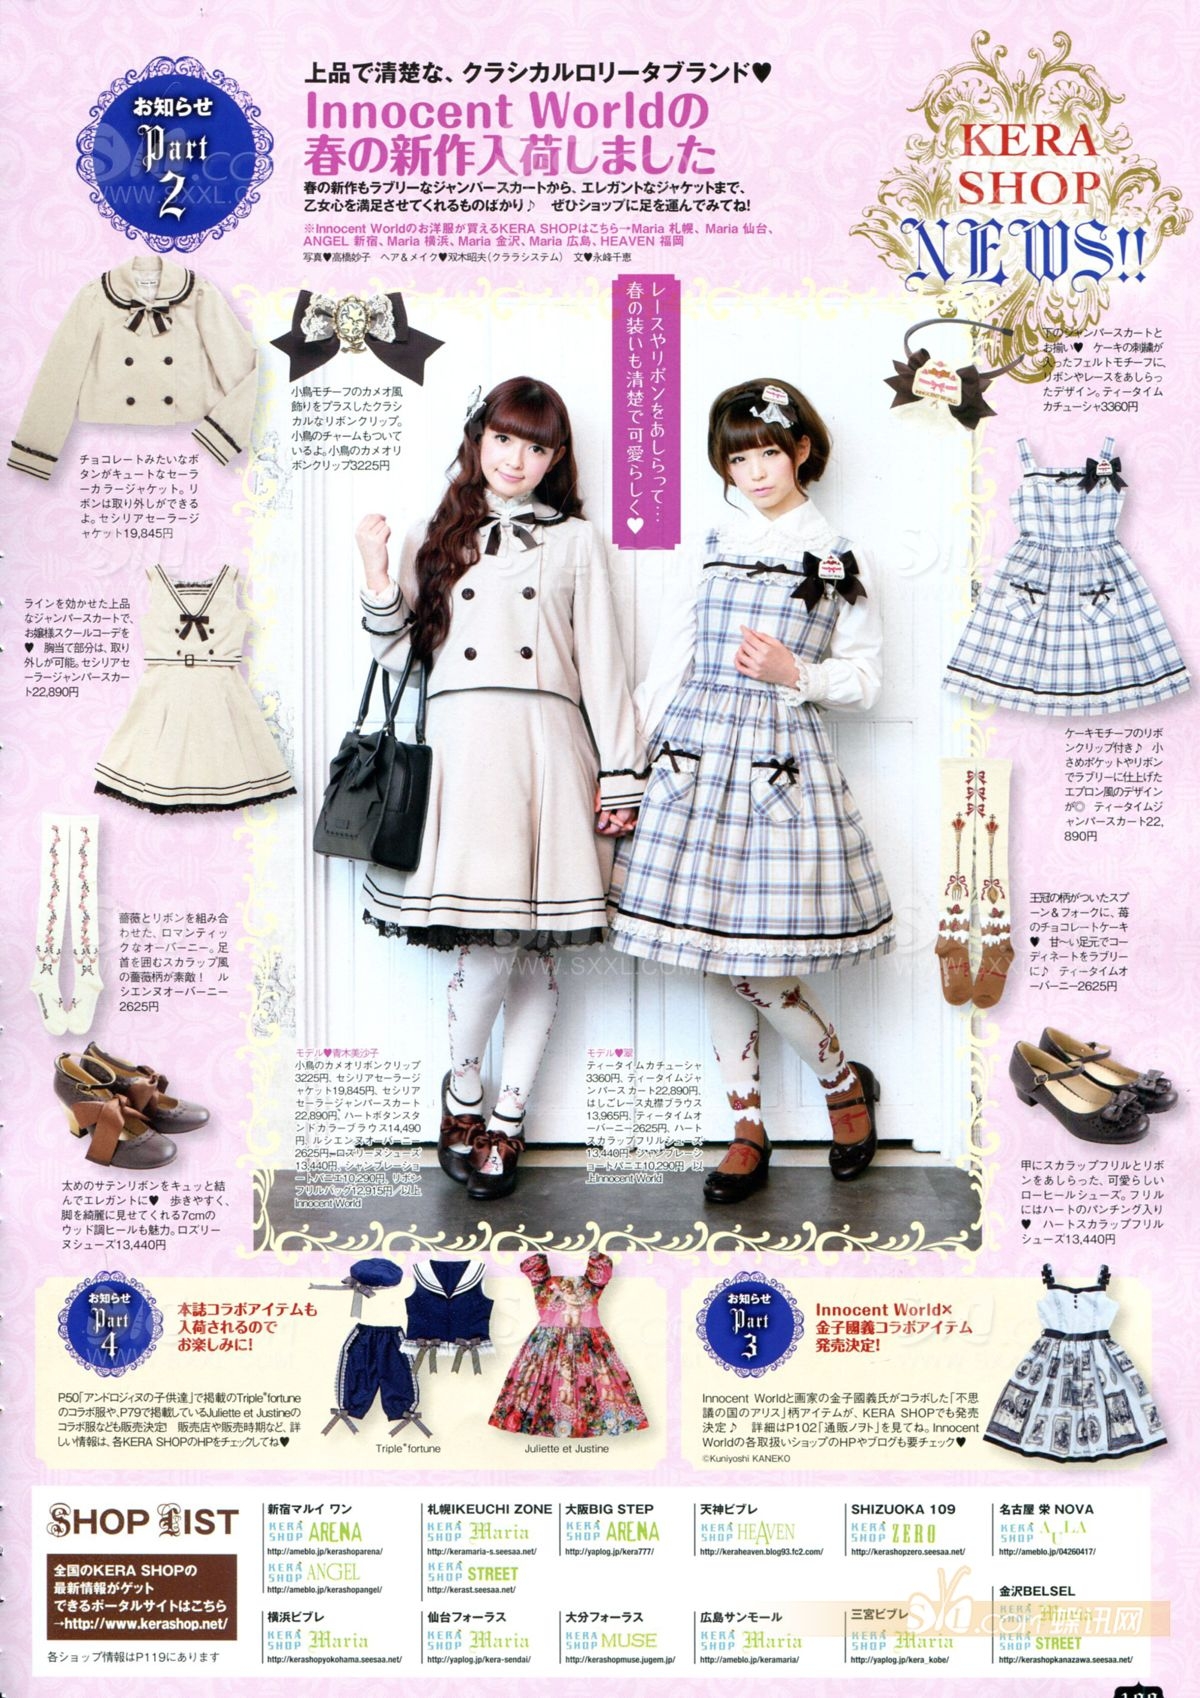 お知らせ
Part
2
上品で清楚な、クラシカルロリータブランド♥
Innocent Worldの
春の新作入荷しました
春の新作もラブリーなジャンパースカートから、エレガントなジャケットまで、
乙女心を満足させてくれるものばかり♪　ぜひショップに足を運んでみてね!
※Innocent Worldのお洋服が買えるKERA SHOPはこちら→Maria 札幌、Maria 仙台、
ANGEL 新宿、Maria 横浜、Maria 金沢、Maria 広島、HEAVEN 福岡
写真♥高橋妙子　ヘア&メイク♥双木昭夫(クララシステム)　文♥永峰千恵
KERA
SHOP
NEWS!!
レースやリボンをあしらって…
春の装いも清楚で可愛らしく♥
チョコレートみたいなボ
タンがキュートなセーラ
ーカラージャケット。リ
ボンは取り外しができる
よ。セシリアセーラージ
ャケット19,845円
小鳥モチーフのカメオ風
飾りをプラスしたクラシ
カルなリボンクリップ。
小鳥のチャームもついて
いるよ。小鳥のカメオリ
ボンクリップ3225円
下のジャンパースカートと
お揃い♥　ケーキの刺繍が
入ったフェルトモチーフに、
リボンやレースをあしらっ
たデザイン。ティータイム
カチューシャ3360円
ラインを効かせた上品
なジャンパースカートで、
お嬢様スクールコーデを
♥　胸当て部分は、取り
外しが可能。セシリアセ
ーラージャンパースカー
ト22,890円
ケーキモチーフのリボ
ンクリップ付き♪　小
さめポケットやリボン
でラブリーに仕上げた
エプロン風のデザイン
が◎　ティータイムジ
ャンパースカート22,
890円
薔薇とリボンを組み合
わせた、ロマンティッ
クなオーバーニー。足
首を囲むスカラップ風
の薔薇柄が素敵！　ル
シエンヌオーバーニー
2625円
王冠の柄がついたスプ
ーン&フォークに、苺
のチョコレートケーキ
♥　甘〜い足元でコー
ディネートをラブリー
に♪　ティータイムオ
ーバーニー2625円
太めのサテンリボンをキュッと結
んでエレガントに♥　歩きやすく、
脚を綺麗に見せてくれる7cmの
ウッド調ヒールも魅力。ロズリー
ヌシューズ13,440円
甲にスカラップフリルとリボ
ンをあしらった、可愛らしい
ローヒールシューズ。フリル
にはハートのパンチング入り
♥　ハートスカラップフリル
シューズ13,440円
モデル♥青木美沙子
小鳥のカメオリボンクリップ
3225円、セシリアセーラージ
ャケット19,845円、セシリア
セーラージャンパースカート
22,890円、ハートボタンスタ
ンドカラーブラウス14,490
円、ルシエンヌオーバーニー
2625円、ロズリーヌシューズ
13,440円、シャンブレーショ
ートパニエ10,290円、リボン
フリルバッグ12,915円／以上
Innocent World
モデル♥翠
ティータイムカチューシャ
3360円、ティータイムジャ
ンパースカート22,890円、
はしごレース丸襟ブラウス
13,965円、ティータイムオ
ーバーニー2625円、ハート
スカラップフリルシューズ
13,440円、シャンブレーシ
ョートパニエ10,290円／以
上Innocent World
お知らせ
Part
4
本誌コラボアイテムも
入荷されるので
お楽しみに!
P50「アンドロジィヌの子供達」で掲載のTriple*fortune
のコラボ服や、P79で掲載しているJuliette et Justineの
コラボ服なども販売決定!　販売店や販売時期など、詳
しい情報は、各KERA SHOPのHPをチェックしてね♥
Triple*fortune
Juliette et Justine
お知らせ
Part
3
Innocent World×
金子國義コラボアイテム
発売決定!
Innocent Worldと画家の金子國義氏がコラボした「不思
議の国のアリス」柄アイテムが、KERA SHOPでも発売
決定♪　詳細はP102「通販ノヲト」を見てね。Innocent
Worldの各取扱いショップのHPやブログも要チェック♥
©Kuniyoshi KANEKO
SHOP LIST
全国のKERA SHOPの
最新情報がゲット
できるポータルサイトはこちら
→http://www.kerashop.net/
各ショップ情報はP119にあります
新宿マルイ ワン
KERA SHOP ARENA
http://ameblo.jp/kerashoparena/
KERA SHOP ANGEL
http://ameblo.jp/kerashopangel/
札幌IKEUCHI ZONE
KERA SHOP Maria
http://keramaria-s.seesaa.net/
KERA SHOP STREET
http://kerast.seesaa.net/
大阪BIG STEP
KERA SHOP ARENA
http://yaplog.jp/kera777/
天神ビブレ
KERA SHOP HEAVEN
http://keraheaven.blog93.fc2.com/
SHIZUOKA 109
KERA SHOP ZERO
http://kerashopzero.seesaa.net/
名古屋 栄 NOVA
KERA SHOP
http://ameblo.jp/04260417/
横浜ビブレ
KERA SHOP Maria
http://kerashopyokohama.seesaa.net/
仙台フォーラス
KERA SHOP Maria
http://yaplog.jp/kera-sendai/
大分フォーラス
KERA SHOP MUSE
http://kerashopmuse.jugem.jp/
広島サンモール
KERA SHOP Maria
http://ameblo.jp/keramaria/
三宮ビブレ
KERA SHOP Maria
http://yaplog.jp/kera_kobe/
金沢BELSEL
KERA SHOP Maria
KERA SHOP STREET
http://kerashopkanazawa.seesaa.net/
WWW.SXXL.COM
.com 蝶讯网